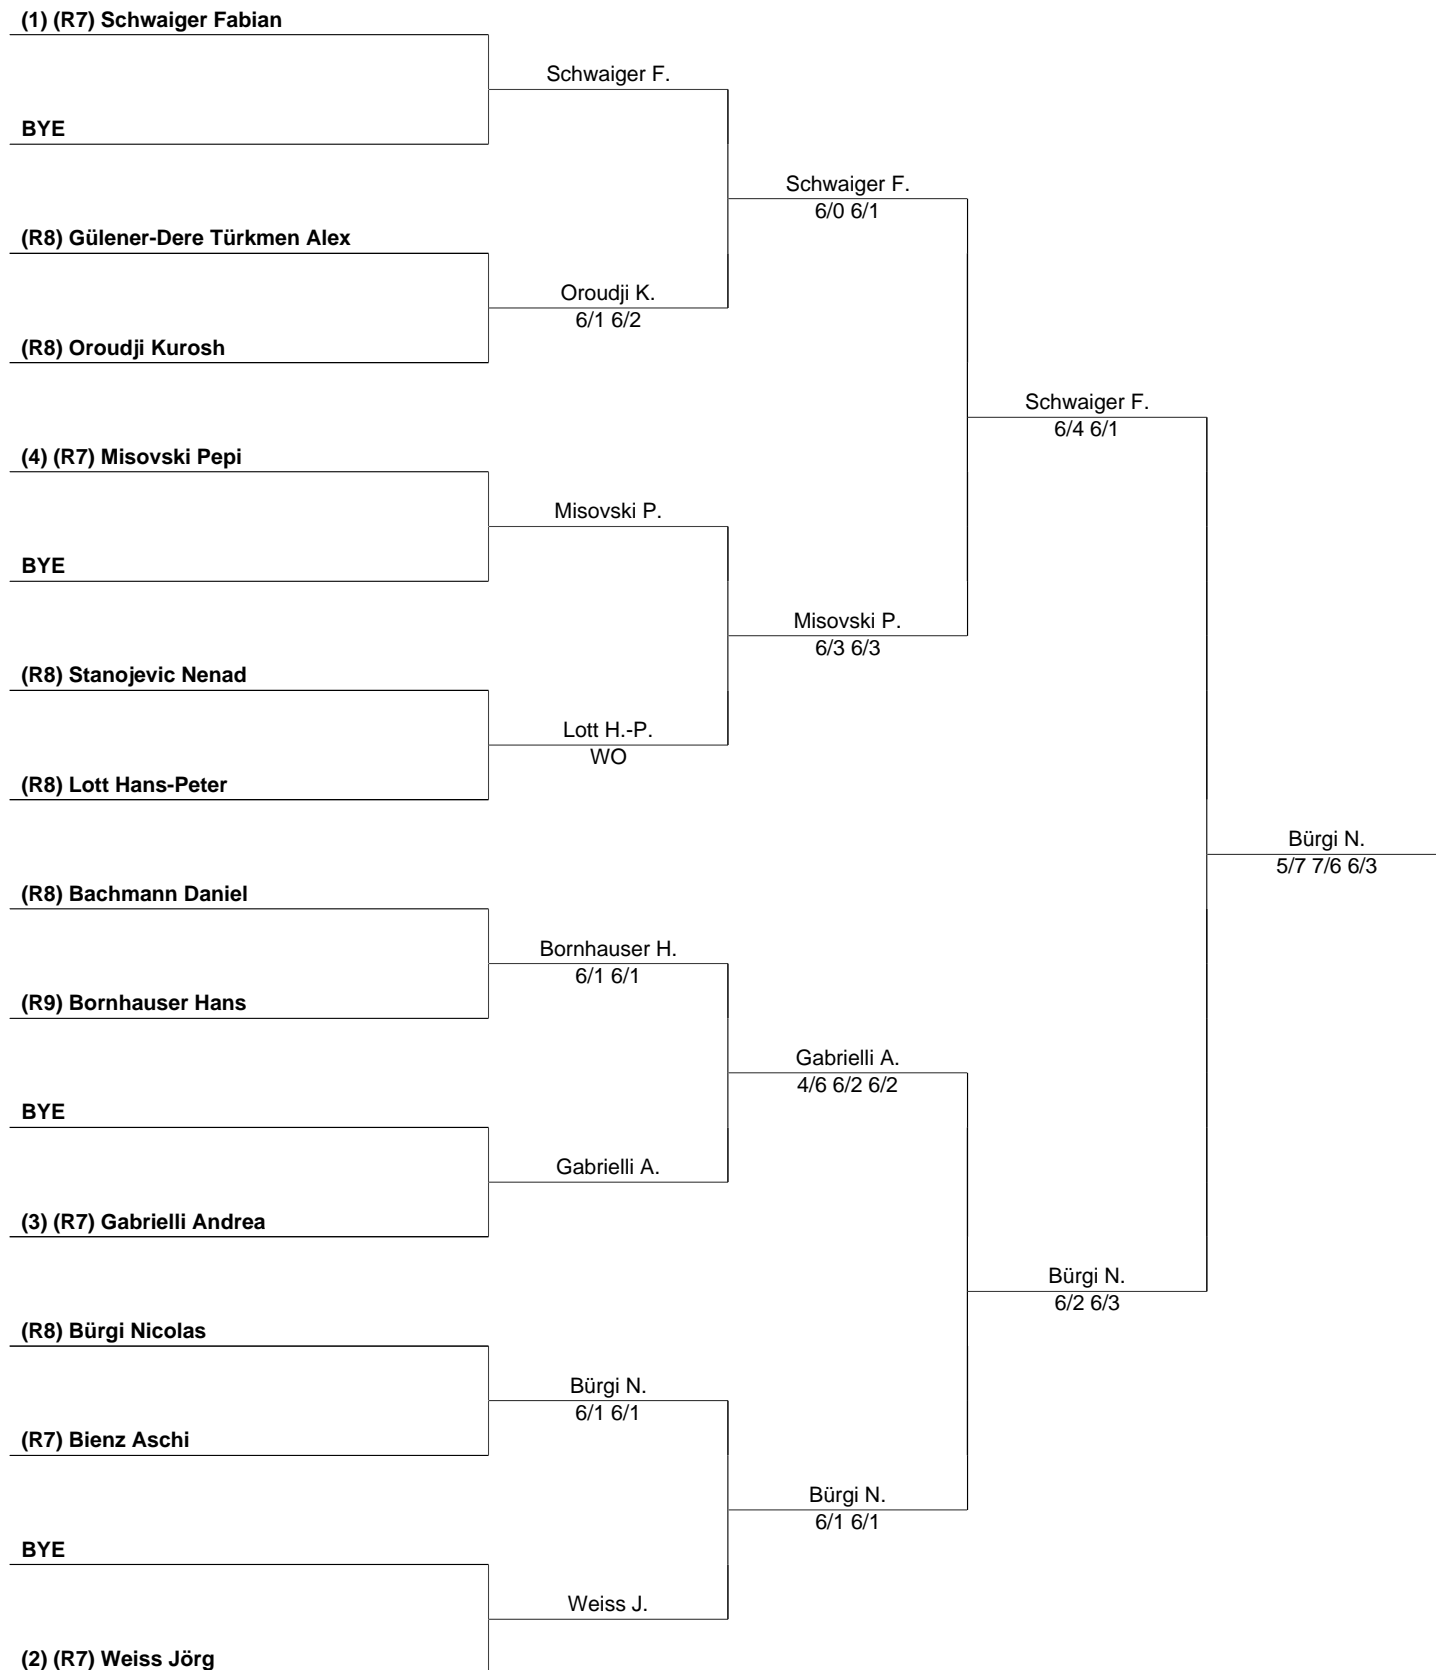 (1) (R7) Schwaiger Fabian
Schwaiger F.
BYE
Schwaiger F.
6/0 6/1
(R8) Gülener-Dere Türkmen Alex
Oroudji K.
6/1 6/2
(R8) Oroudji Kurosh
Schwaiger F.
6/4 6/1
(4) (R7) Misovski Pepi
Misovski P.
BYE
Misovski P.
6/3 6/3
(R8) Stanojevic Nenad
Lott H.-P.
WO
(R8) Lott Hans-Peter
Bürgi N.
5/7 7/6 6/3
(R8) Bachmann Daniel
Bornhauser H.
6/1 6/1
(R9) Bornhauser Hans
Gabrielli A.
4/6 6/2 6/2
BYE
Gabrielli A.
(3) (R7) Gabrielli Andrea
Bürgi N.
6/2 6/3
(R8) Bürgi Nicolas
Bürgi N.
6/1 6/1
(R7) Bienz Aschi
Bürgi N.
6/1 6/1
BYE
Weiss J.
(2) (R7) Weiss Jörg